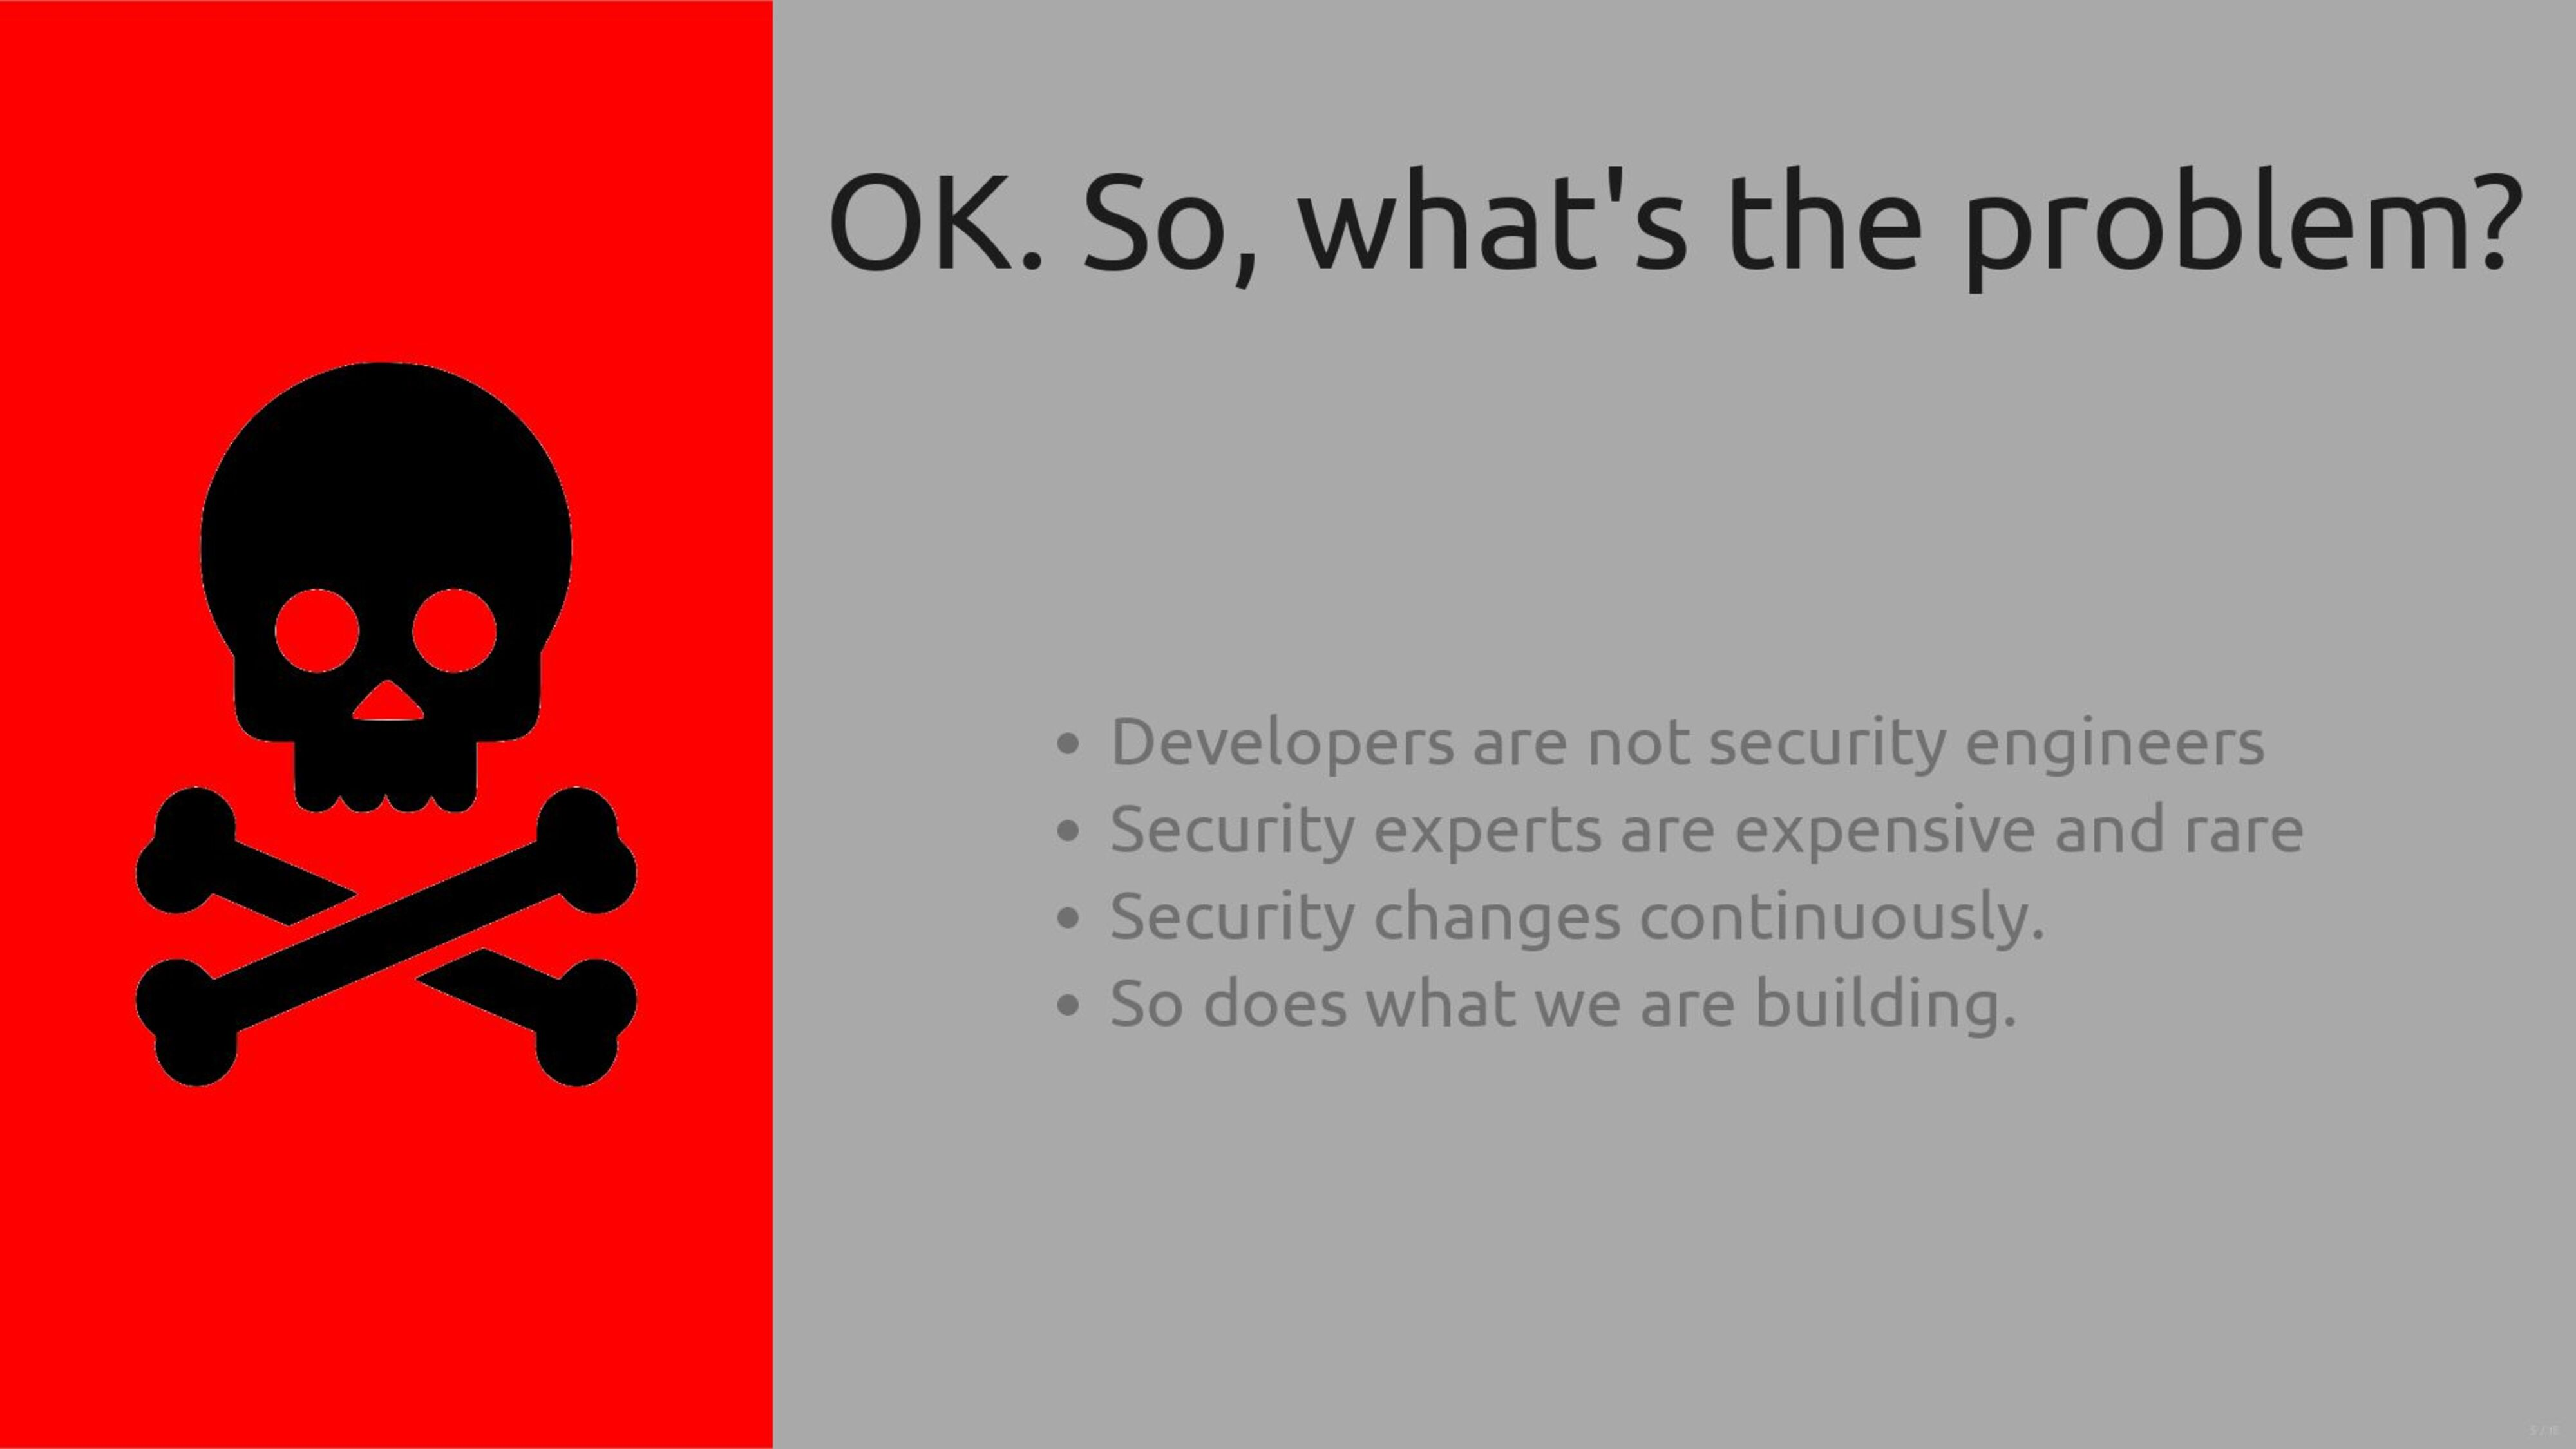 OK. So, what's the problem?
• Developers are not security engineers
• Security experts are expensive and rare
• Security changes continuously.
• So does what we are building.